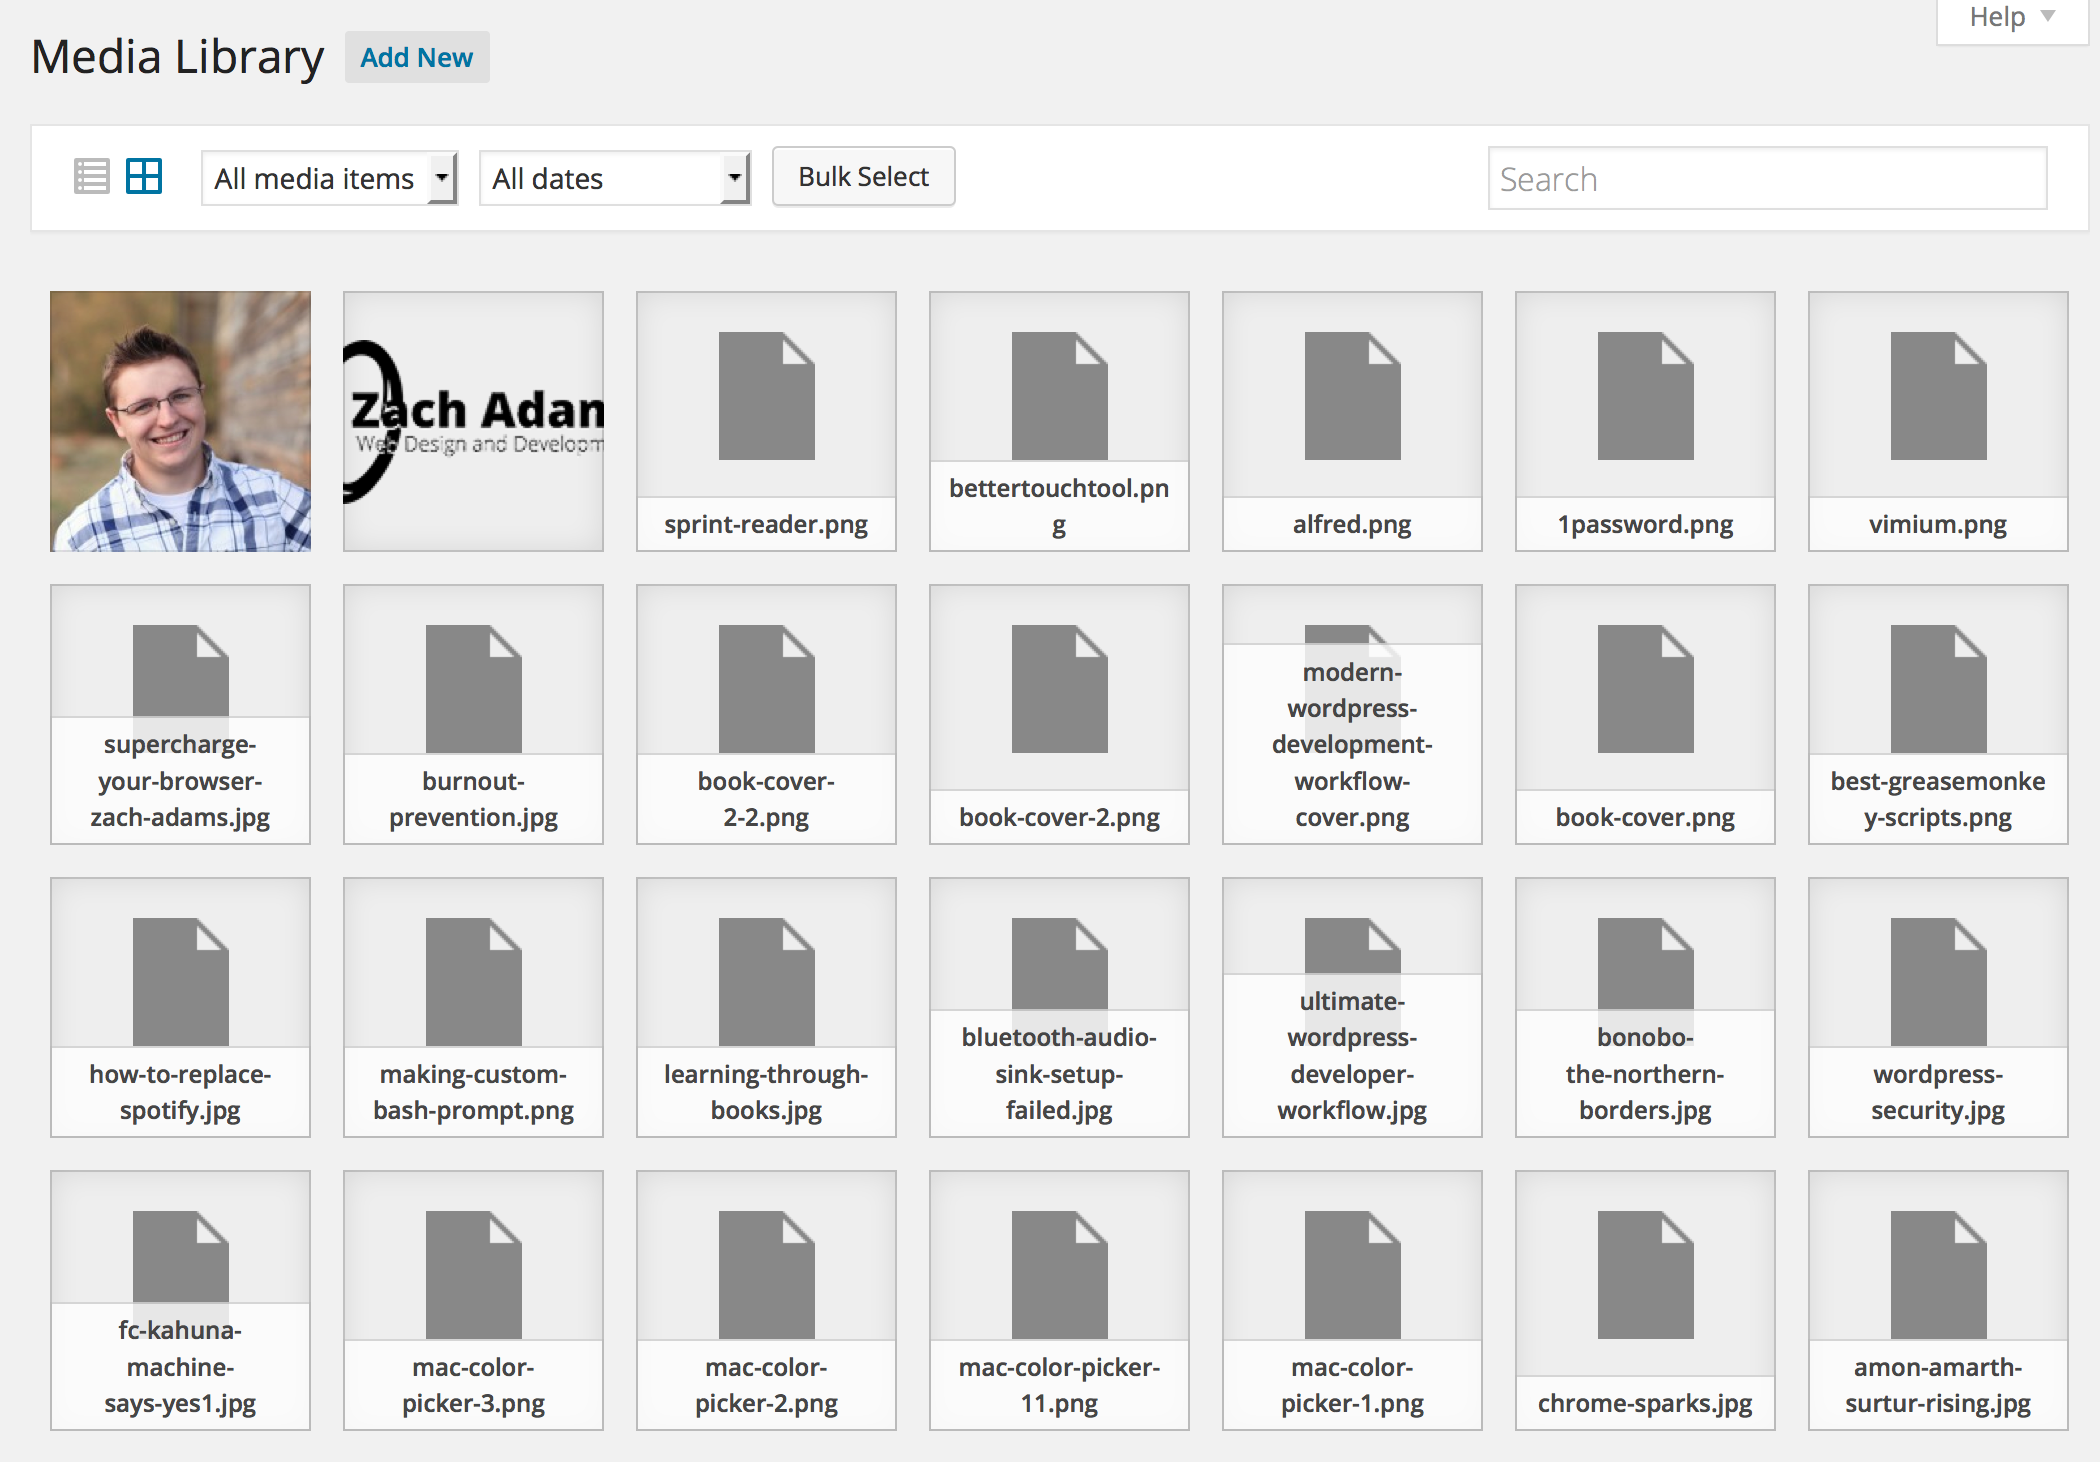 Help
Media Library Add New
All media items All dates Bulk Select Search
Zach Adam
Web Design and Developm
sprint-reader.png
bettertouchtool.pn
g
alfred.png
1password.png
vimium.png
supercharge-
your-browser-
zach-adams.jpg
burnout-
prevention.jpg
book-cover-
2-2.png
book-cover-2.png
modern-
wordpress-
development-
workflow-
cover.png
book-cover.png
best-greasemonke
y-scripts.png
how-to-replace-
spotify.jpg
making-custom-
bash-prompt.png
learning-through-
books.jpg
bluetooth-audio-
sink-setup-
failed.jpg
ultimate-
wordpress-
developer-
workflow.jpg
bonobo-
the-northern-
borders.jpg
wordpress-
security.jpg
fc-kahuna-
machine-
says-yes1.jpg
mac-color-
picker-3.png
mac-color-
picker-2.png
mac-color-picker-
11.png
mac-color-
picker-1.png
chrome-sparks.jpg
amon-amarth-
surtur-rising.jpg